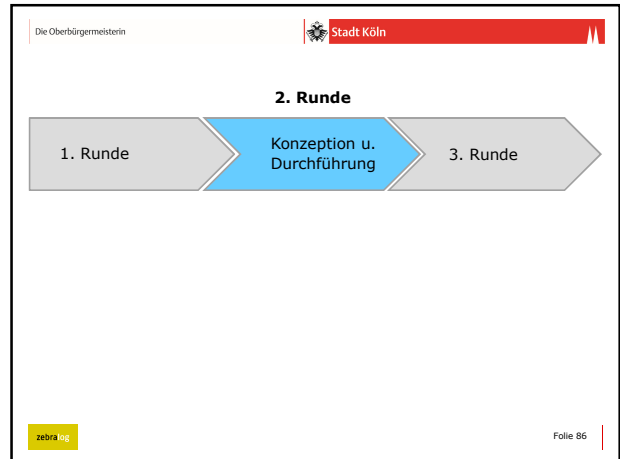 Die Oberbürgermeisterin
Stadt Köln
2. Runde
1. Runde
Konzeption u.
Durchführung
3. Runde
zebralog
Folie 86